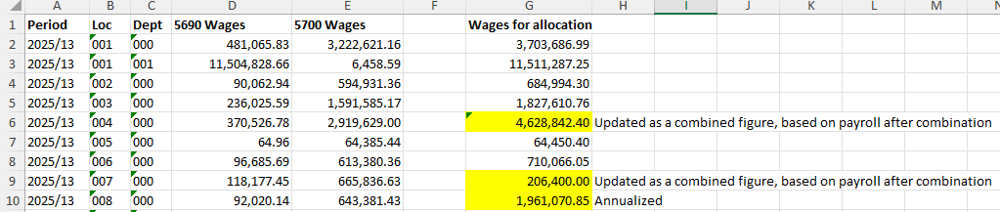 A B C D E F G H I J K L M N
1 Period Loc Dept 5690 Wages 5700 Wages Wages for allocation
2 2025/13 001 000 481,065.83 3,222,621.16 3,703,686.99
3 2025/13 001 001 11,504,828.66 6,458.59 11,511,287.25
4 2025/13 002 000 90,062.94 594,931.36 684,994.30
5 2025/13 003 000 236,025.59 1,591,585.17 1,827,610.76
6 2025/13 004 000 370,526.78 2,919,629.00 4,628,842.40 Updated as a combined figure, based on payroll after combination
7 2025/13 005 000 64.96 64,385.44 64,450.40
8 2025/13 006 000 96,685.69 613,380.36 710,066.05
9 2025/13 007 000 118,177.45 665,836.63 206,400.00 Updated as a combined figure, based on payroll after combination
10 2025/13 008 000 92,020.14 643,381.43 1,961,070.85 Annualized